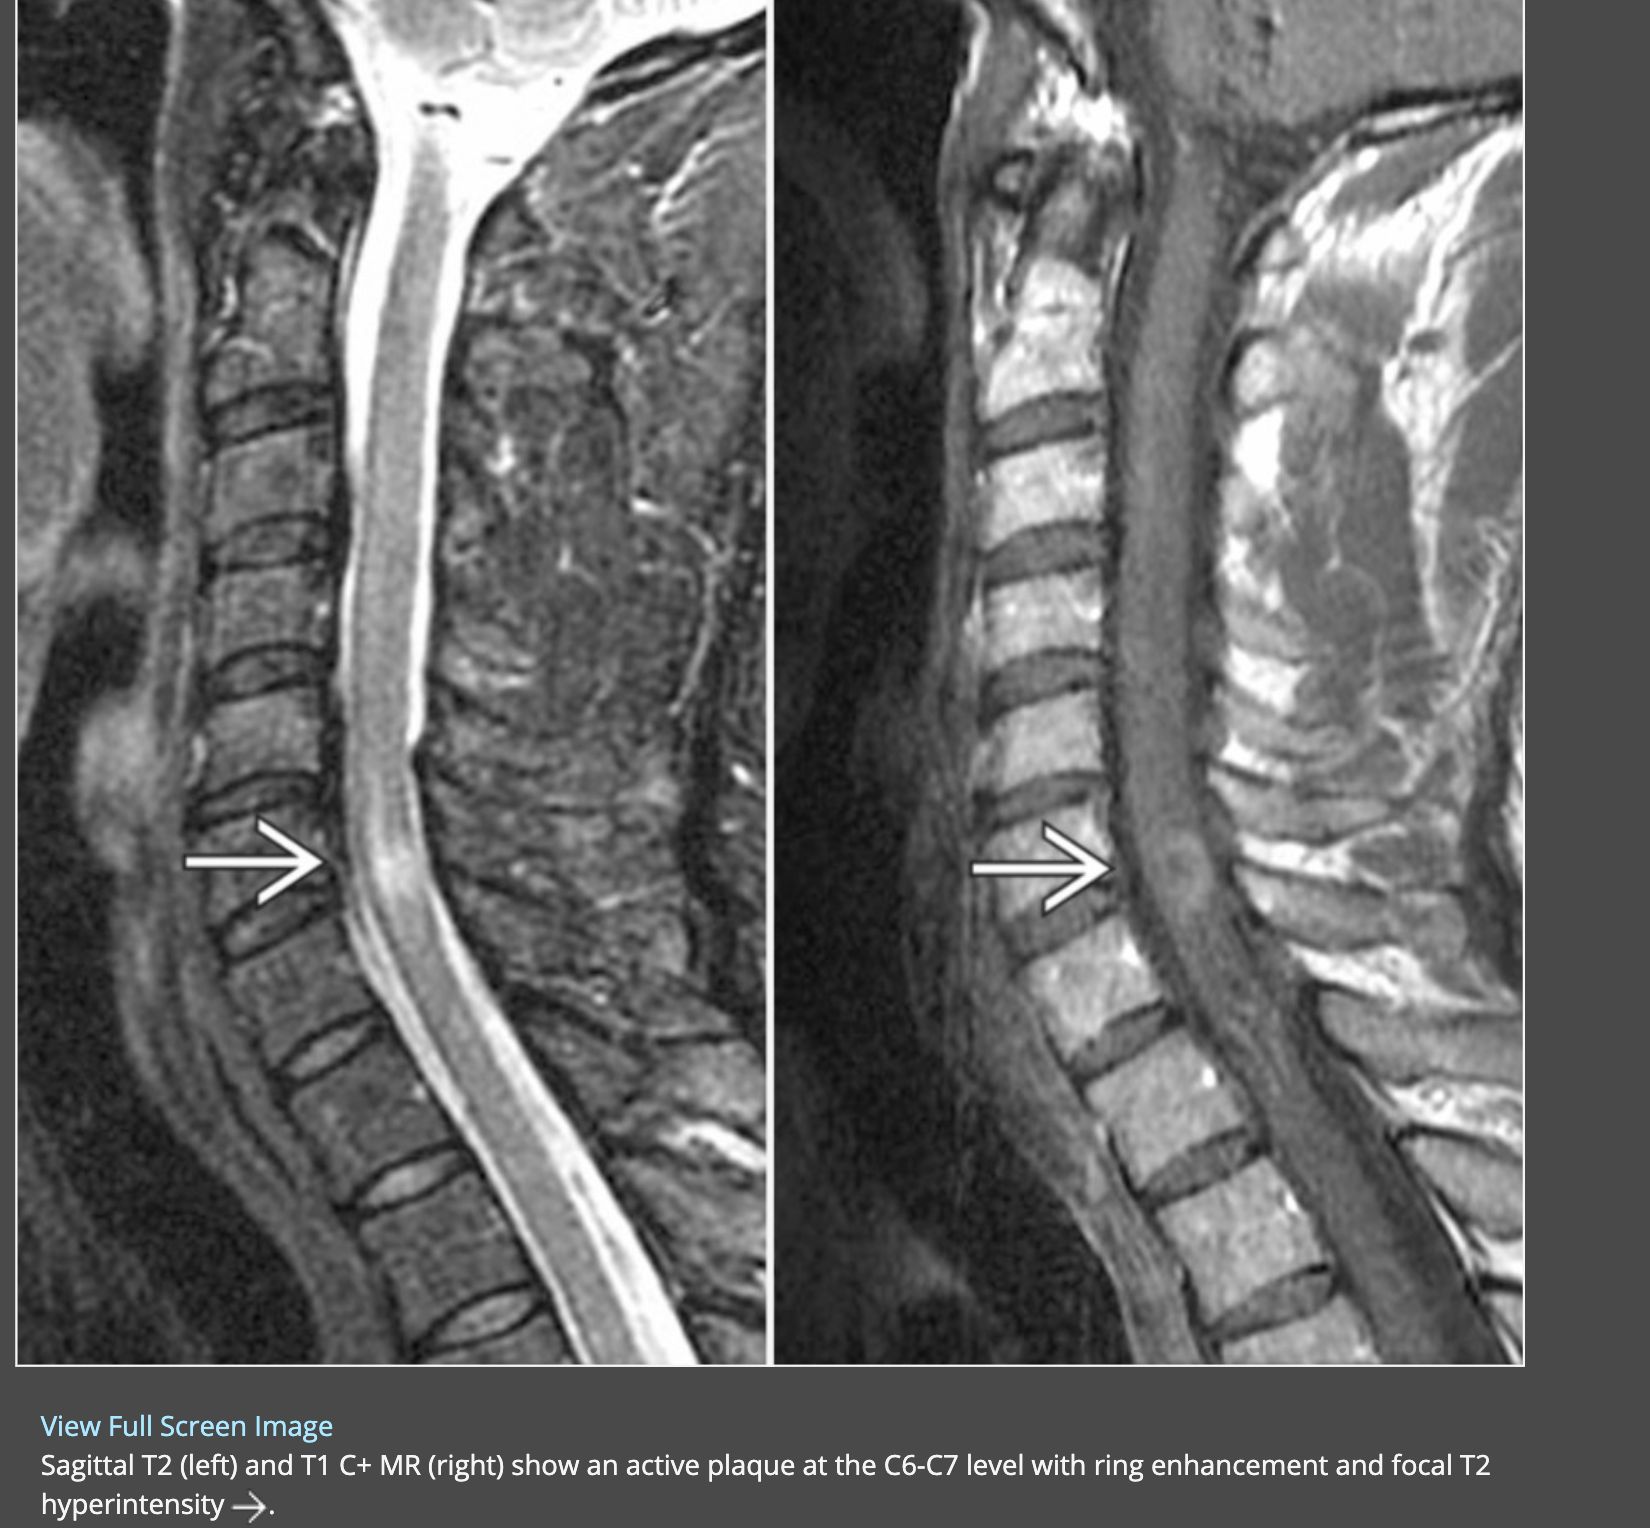 View Full Screen Image
Sagittal T2 (left) and T1 C+ MR (right) show an active plaque at the C6-C7 level with ring enhancement and focal T2
hyperintensity →.